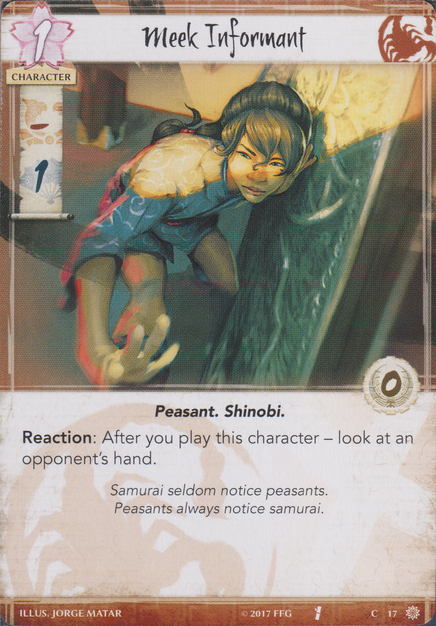 1
Meek Informant
CHARACTER
-
1
0
Peasant. Shinobi.
Reaction: After you play this character – look at an
opponent's hand.
Samurai seldom notice peasants.
Peasants always notice samurai.
ILLUS. JORGE MATAR © 2017 FFG C 17